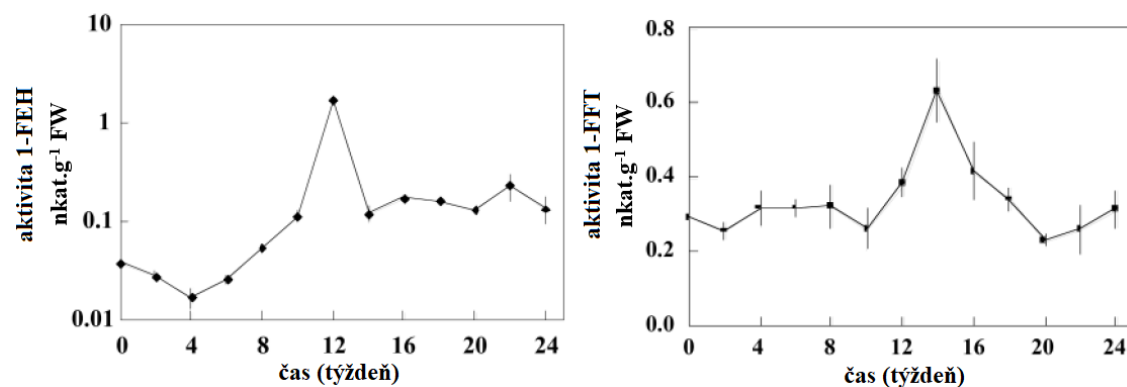 10
1
0.1
0.01
aktivita 1-FEH
nkat.g⁻¹ FW
0 4 8 12 16 20 24
čas (týždeň)
0.8
0.6
0.4
0.2
0.0
aktivita 1-FFT
nkat.g⁻¹ FW
0 4 8 12 16 20 24
čas (týždeň)